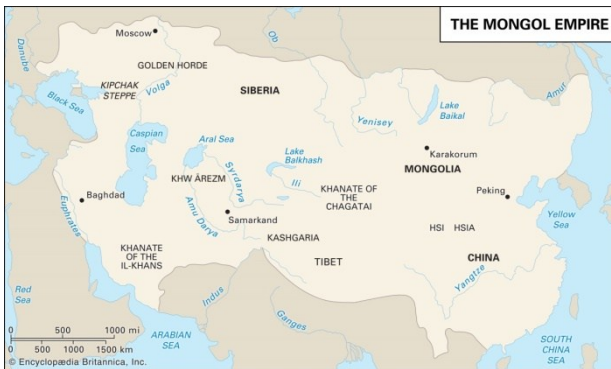 THE MONGOL EMPIRE
Moscow
Ob
Danube
GOLDEN HORDE
KIPCHAK
STEPPE
Volga
SIBERIA
Black Sea
Yenisey
Lake
Baikal
Amur
Caspian
Sea
Aral Sea
Lake
Balkhash
Karakorum
MONGOLIA
Syrdarya
Ili
KHW ĀREZM
KHANATE OF
THE
CHAGATAI
Peking
Baghdad
Euphrates
Amu Darya
Samarkand
Yellow
Sea
HSI HSIA
KASHGARIA
KHANATE
OF THE
IL-KHANS
TIBET
CHINA
Yangtze
Red
Sea
Indus
Ganges
ARABIAN
SEA
SOUTH
CHINA
SEA
0 500 1000 mi
0 500 1000 1500 km
© Encyclopædia Britannica, Inc.